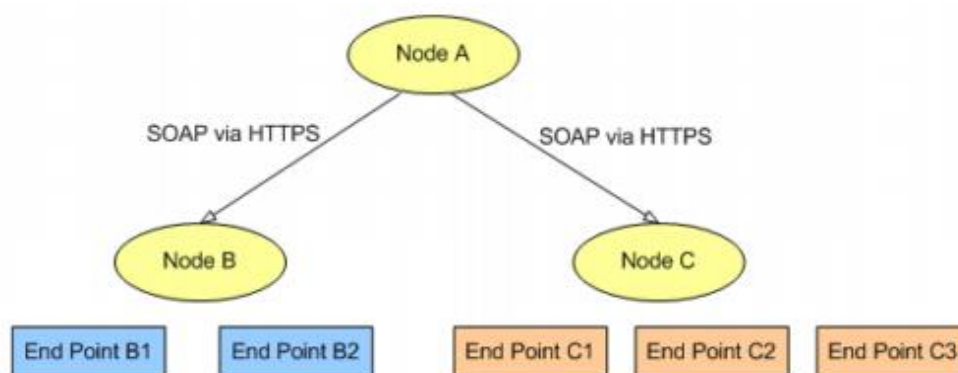 Node A
SOAP via HTTPS
SOAP via HTTPS
Node B
Node C
End Point B1
End Point B2
End Point C1
End Point C2
End Point C3